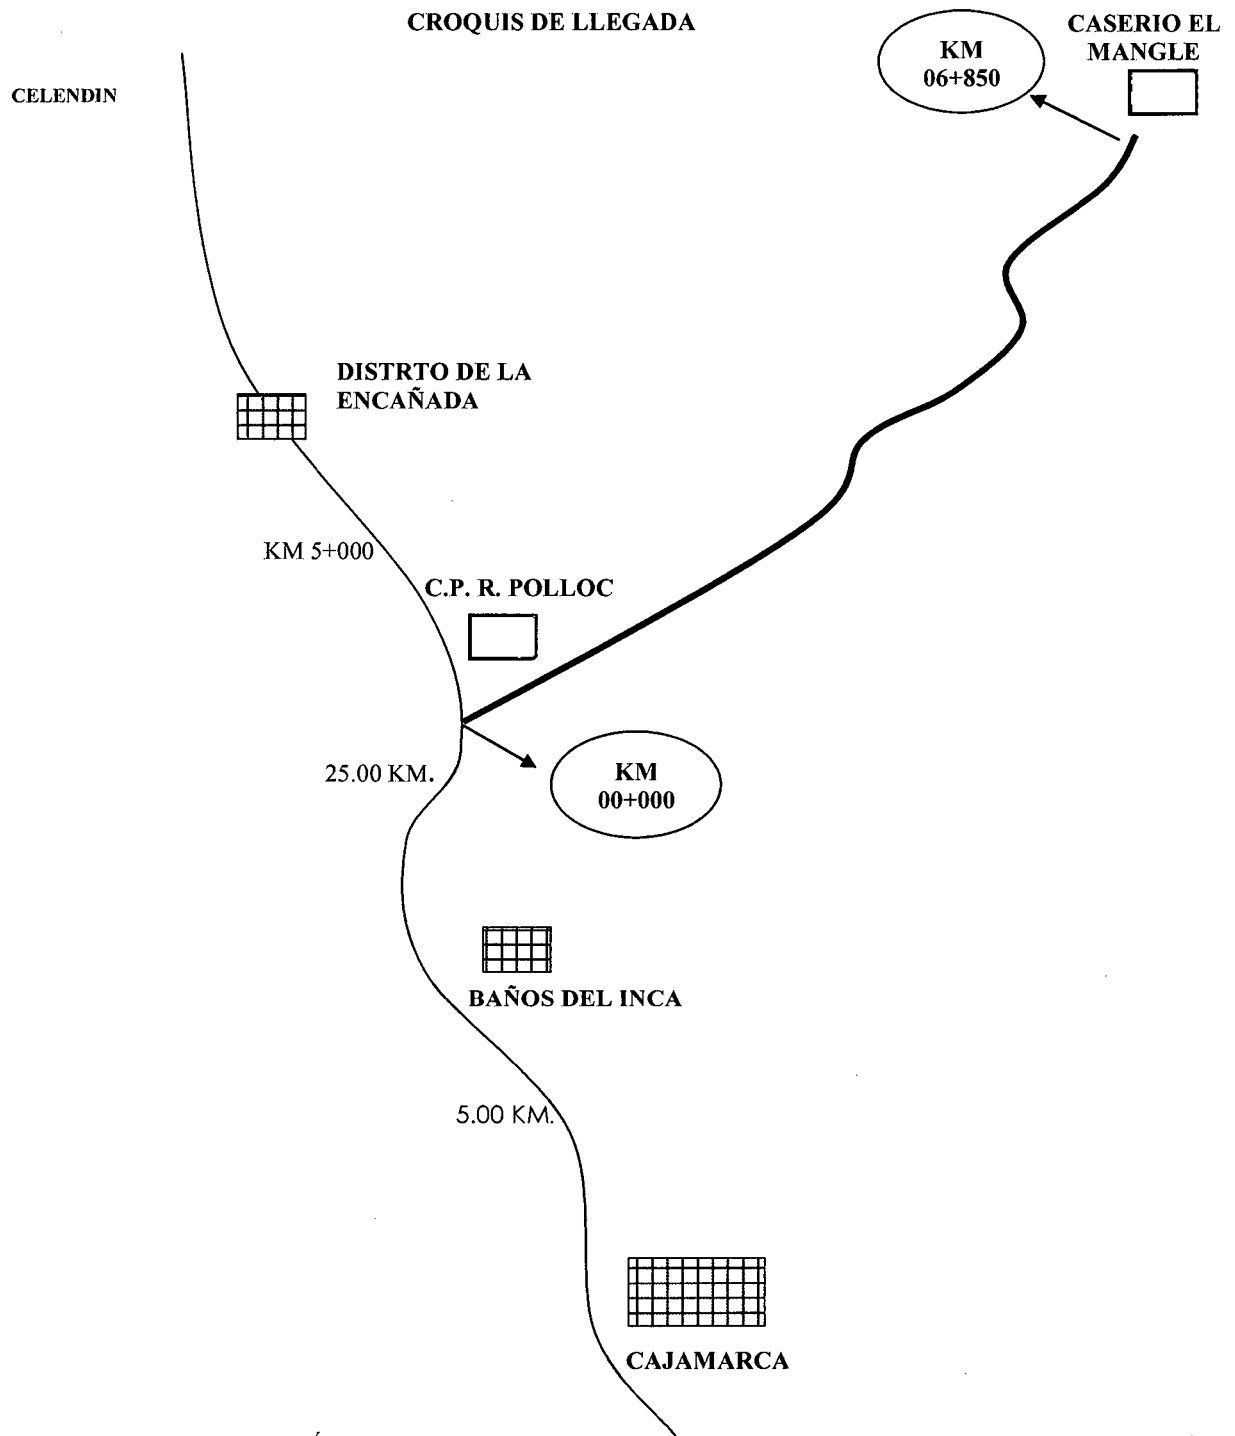 CROQUIS DE LLEGADA
KM
06+850
CASERIO EL
MANGLE
CELENDIN
DISTRTO DE LA
ENCAÑADA
KM 5+000
C.P. R. POLLOC
25.00 KM.
KM
00+000
BAÑOS DEL INCA
5.00 KM.
CAJAMARCA